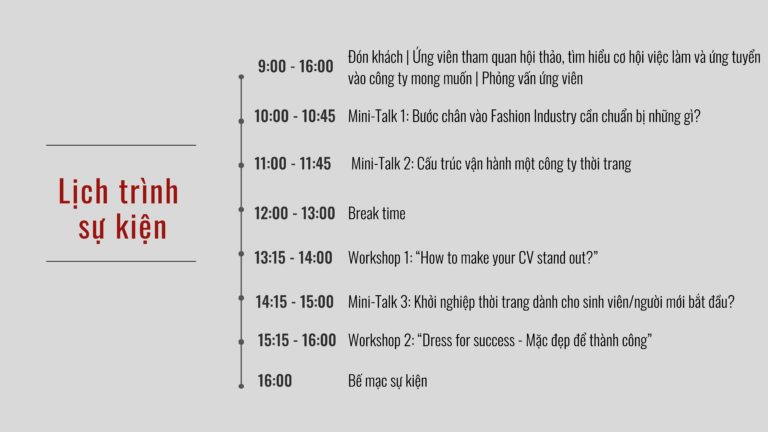 Lịch trình
sự kiện
9:00 - 16:00 Đón khách | Ứng viên tham quan hội thảo, tìm hiểu cơ hội việc làm và ứng tuyển
vào công ty mong muốn | Phỏng vấn ứng viên
10:00 - 10:45 Mini-Talk 1: Bước chân vào Fashion Industry cần chuẩn bị những gì?
11:00 - 11:45 Mini-Talk 2: Cấu trúc vận hành một công ty thời trang
12:00 - 13:00 Break time
13:15 - 14:00 Workshop 1: “How to make your CV stand out?”
14:15 - 15:00 Mini-Talk 3: Khởi nghiệp thời trang dành cho sinh viên/người mới bắt đầu?
15:15 - 16:00 Workshop 2: “Dress for success - Mặc đẹp để thành công”
16:00 Bế mạc sự kiện